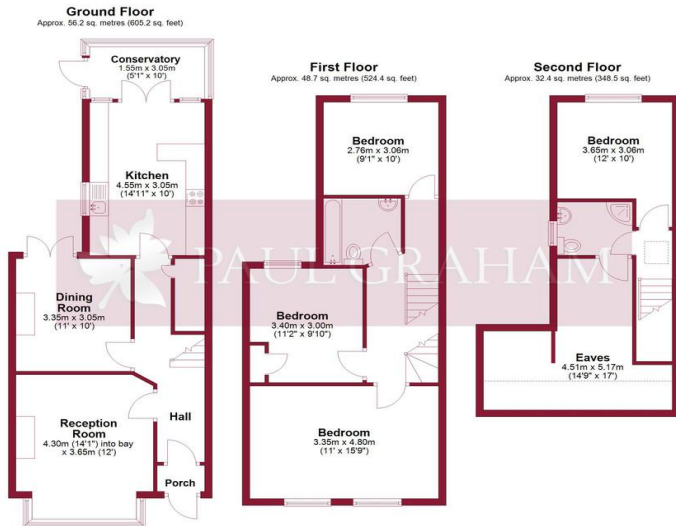 Ground Floor
Approx. 56.2 sq. metres (605.2 sq. feet)
Conservatory
1.55m x 3.05m
(5'1" x 10')
Kitchen
4.55m x 3.05m
(14'11" x 10')
Dining
Room
3.35m x 3.05m
(11' x 10')
Reception
Room
4.30m (14'1") into bay
x 3.65m (12')
Hall
Porch
First Floor
Approx. 48.7 sq. metres (524.4 sq. feet)
Bedroom
2.76m x 3.06m
(9'1" x 10')
Bedroom
3.40m x 3.00m
(11'2" x 9'10")
Bedroom
3.35m x 4.80m
(11' x 15'9")
Second Floor
Approx. 32.4 sq. metres (348.5 sq. feet)
Bedroom
3.65m x 3.06m
(12' x 10')
Eaves
4.51m x 5.17m
(14'9" x 17')
PAUL GRAHAM